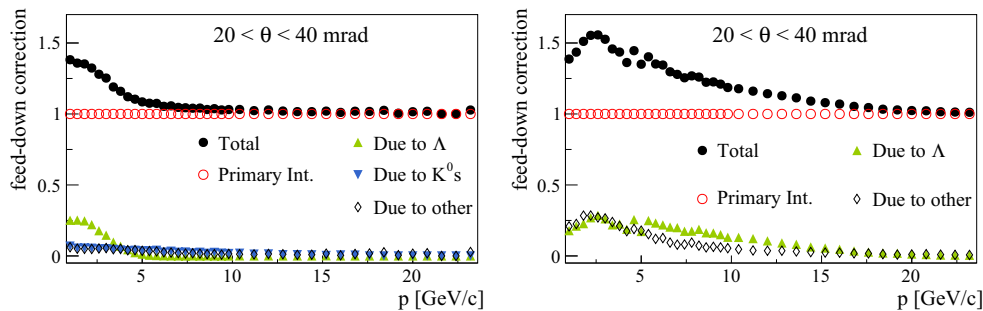 feed-down correction
20 < θ < 40 mrad
1.5
1
0.5
0
Total
Primary Int.
Due to Λ
Due to K⁰s
Due to other
5
10
15
20
p [GeV/c]
feed-down correction
20 < θ < 40 mrad
1.5
1
0.5
0
Total
Primary Int.
Due to Λ
Due to other
5
10
15
20
p [GeV/c]